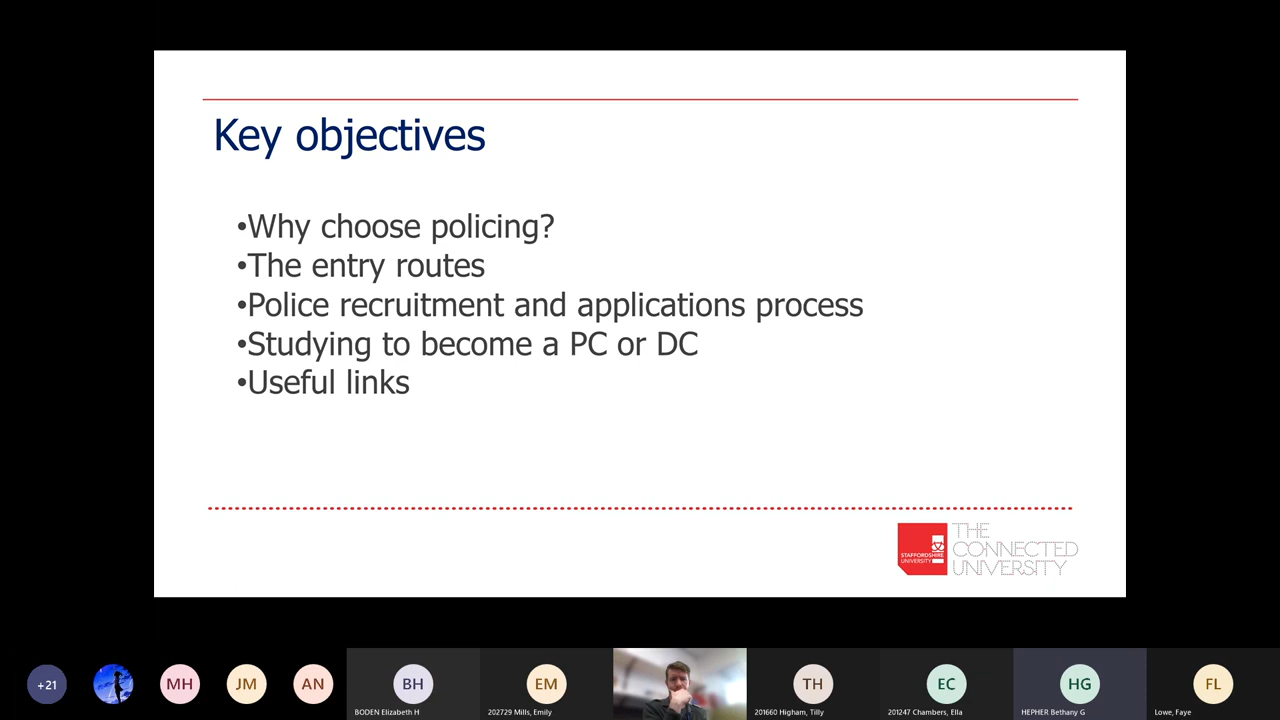 Key objectives
•Why choose policing?
•The entry routes
•Police recruitment and applications process
•Studying to become a PC or DC
•Useful links
STAFFORDSHIRE
UNIVERSITY
THE
CONNECTED
UNIVERSITY
+21
MH
JM
AN
BH
EM
TH
EC
HG
FL
BODEN Elizabeth H
202729 Mills, Emily
201660 Higham, Tilly
201247 Chambers, Ella
HEPHER Bethany G
Lowe, Faye